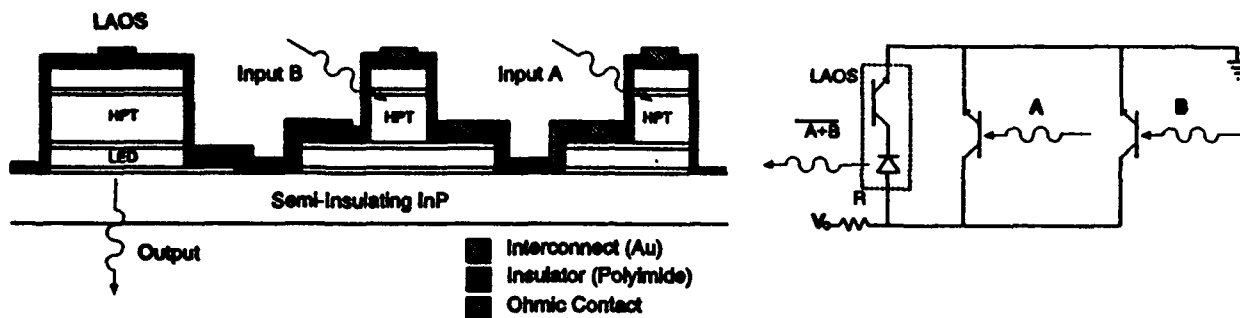 LAOS
Input B
Input A
HPT
HPT
HPT
LED
Semi-Insulating InP
Output
Interconnect (Au)
Insulator (Polyimide)
Ohmic Contact
LAOS
A
B
A+B
R
V₀